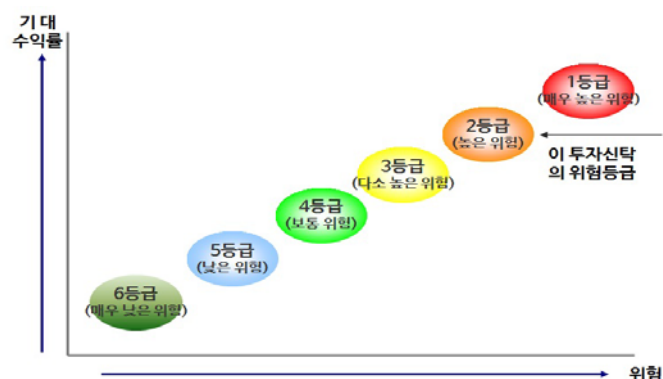 기 대
수익률
1등급
(매우 높은 위험)
2등급
(높은 위험)
이 투자신탁
의 위험등급
3등급
(다소 높은 위험)
4등급
(보통 위험)
5등급
(낮은 위험)
6등급
(매우 낮은 위험)
위험